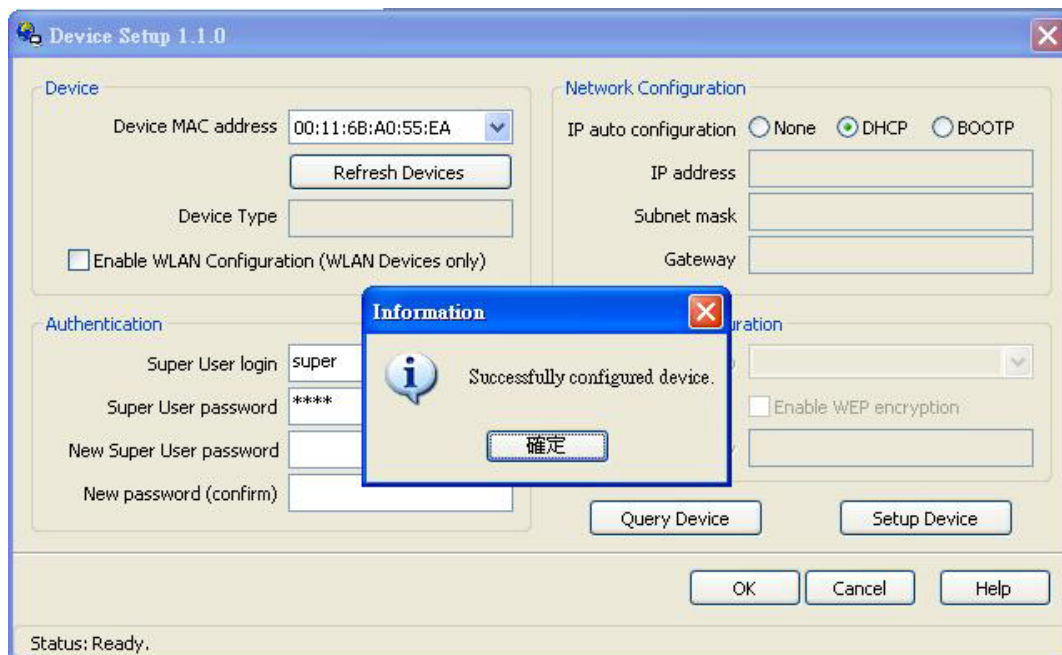 Device Setup 1.1.0
Device
Device MAC address 00:11:6B:A0:55:EA
Refresh Devices
Device Type
Enable WLAN Configuration (WLAN Devices only)
Network Configuration
IP auto configuration None DHCP BOOTP
IP address
Subnet mask
Gateway
Authentication
Super User login super
Super User password ****
New Super User password
New password (confirm)
Information
Successfully configured device.
確定
Enable WEP encryption
Query Device Setup Device
OK Cancel Help
Status: Ready.